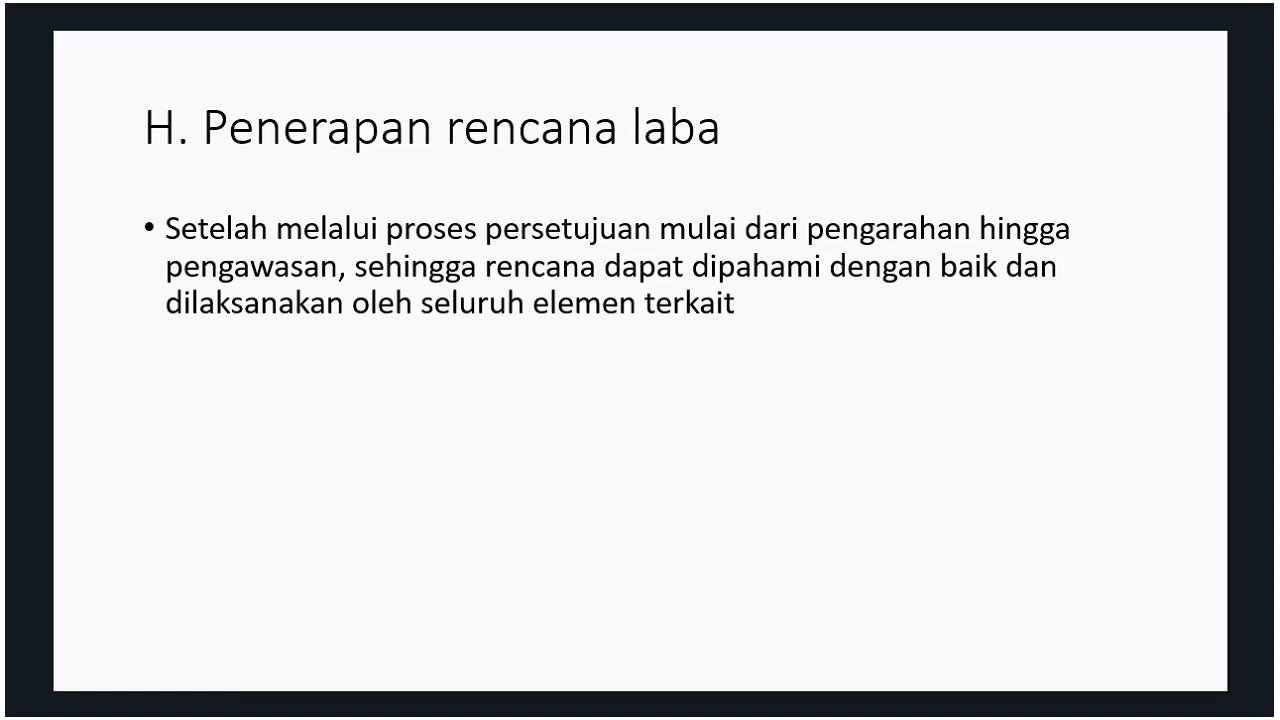 H. Penerapan rencana laba
• Setelah melalui proses persetujuan mulai dari pengarahan hingga
pengawasan, sehingga rencana dapat dipahami dengan baik dan
dilaksanakan oleh seluruh elemen terkait